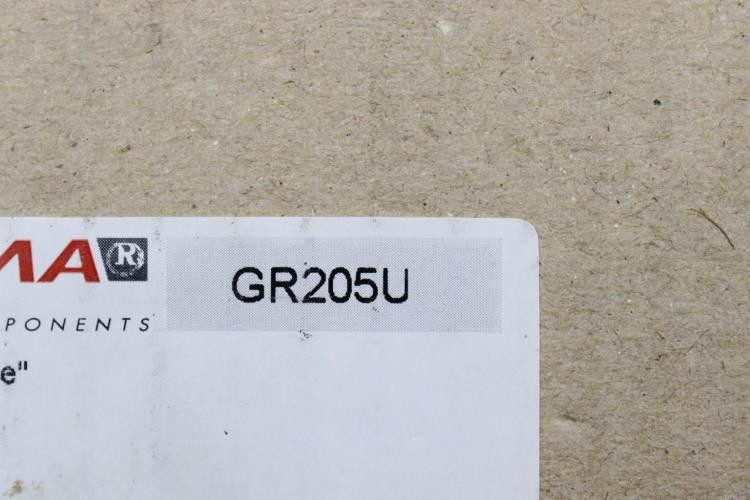 MA R
GR205U
PONENTS
e"